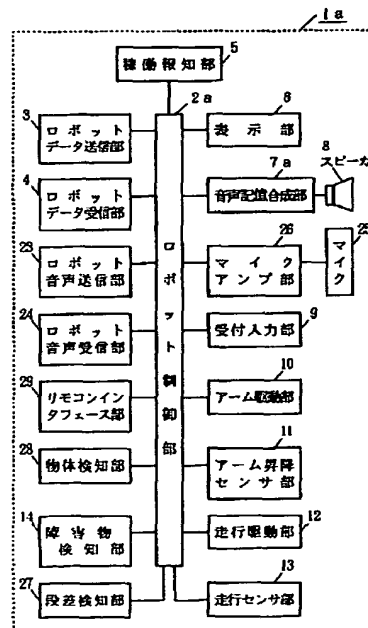 1a
5
稼働報知部
2a
3
ロボット
データ送信部
6
表示部
8
スピーカ
4
ロボット
データ受信部
7a
音声記憶合成部
25
マイク
23
ロボット
音声送信部
26
マイク
アンプ部
ロボット制御部
24
ロボット
音声受信部
9
受付入力部
29
リモコンイン
タフェース部
10
アーム駆動部
28
物体検知部
11
アーム昇降
センサ部
14
障害物
検知部
12
走行駆動部
27
段差検知部
13
走行センサ部